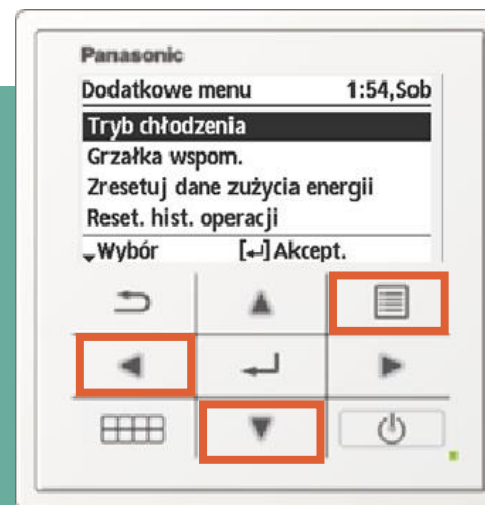 Panasonic
Dodatkowe menu 1:54,Sob
Tryb chłodzenia
Grzałka wspom.
Zresetuj dane zużycia energii
Reset. hist. operacji
Wybór [↵] Akcept.